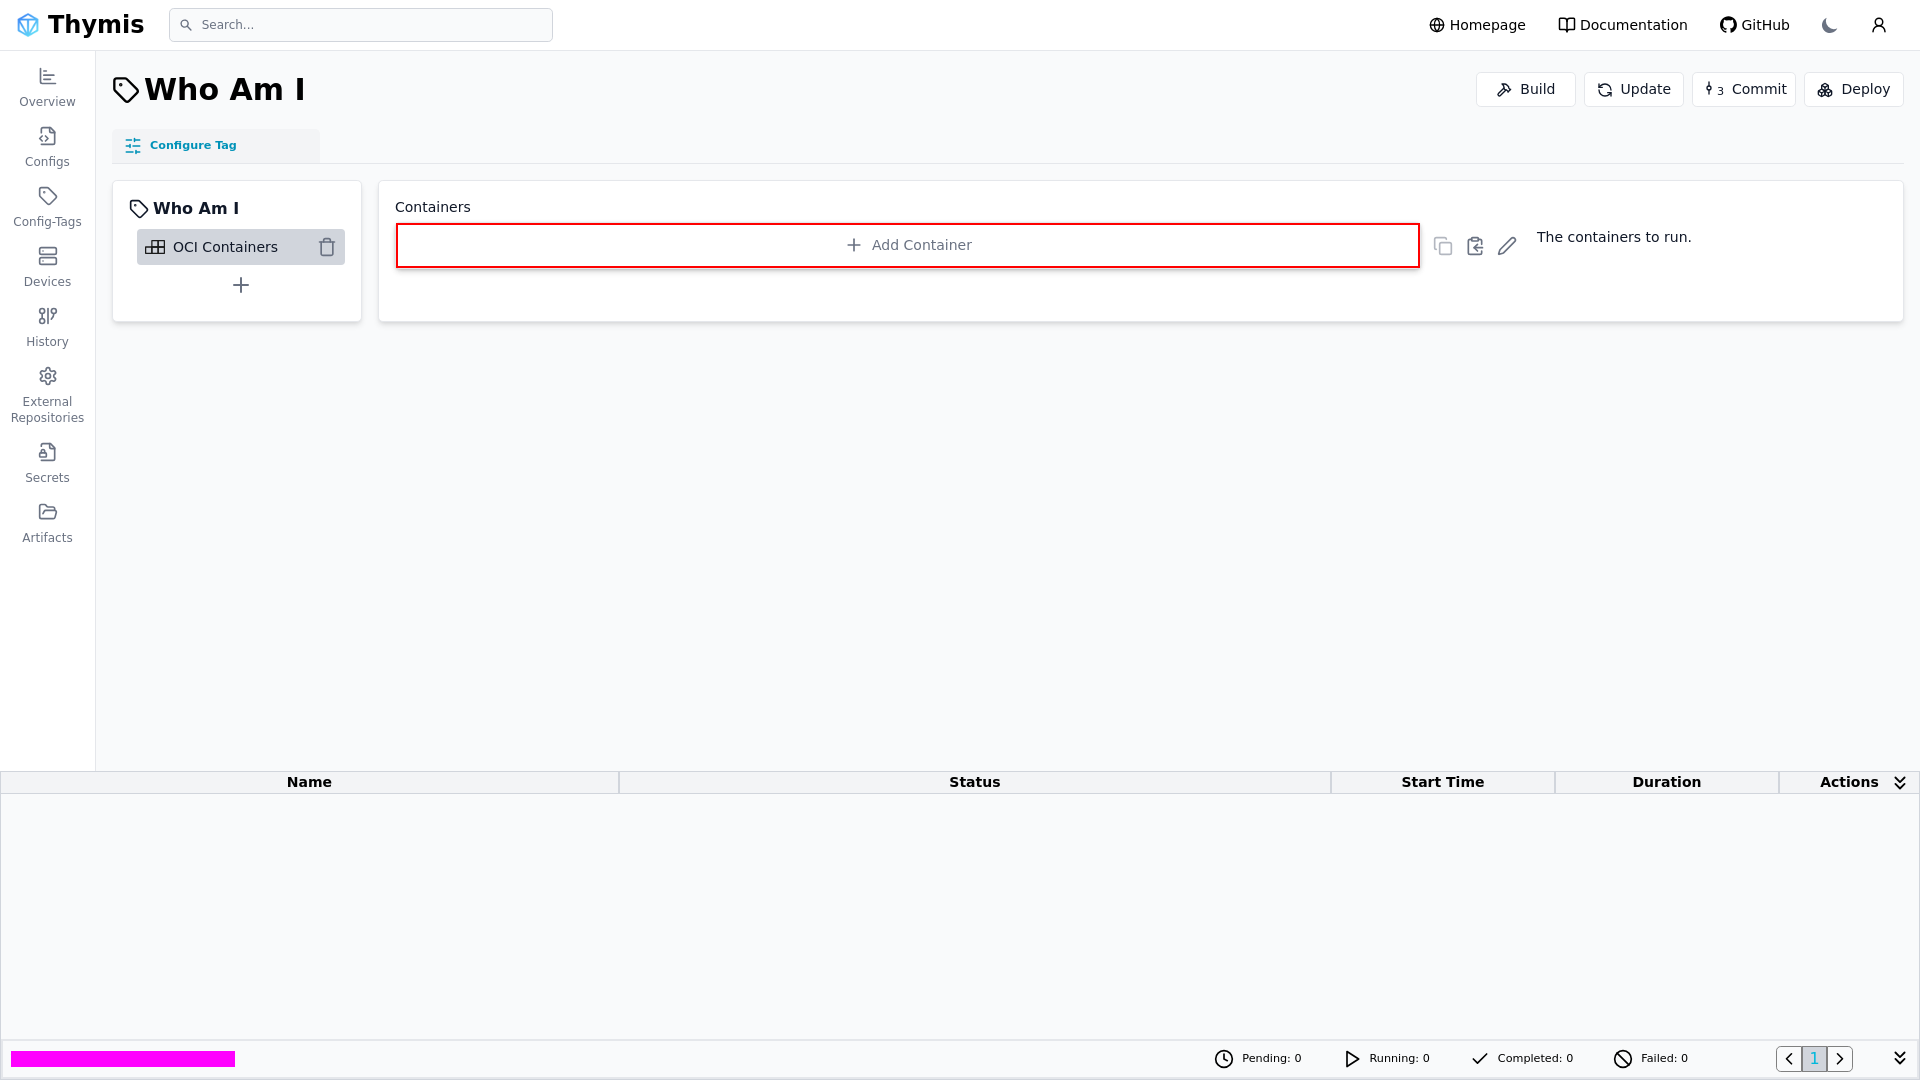 Thymis
Search...
Homepage
Documentation
GitHub
Overview
Configs
Config-Tags
Devices
History
External
Repositories
Secrets
Artifacts
Who Am I
Build
Update
3 Commit
Deploy
Configure Tag
Who Am I
OCI Containers
Containers
Add Container
The containers to run.
Name Status Start Time Duration Actions
Pending: 0
Running: 0
Completed: 0
Failed: 0
1